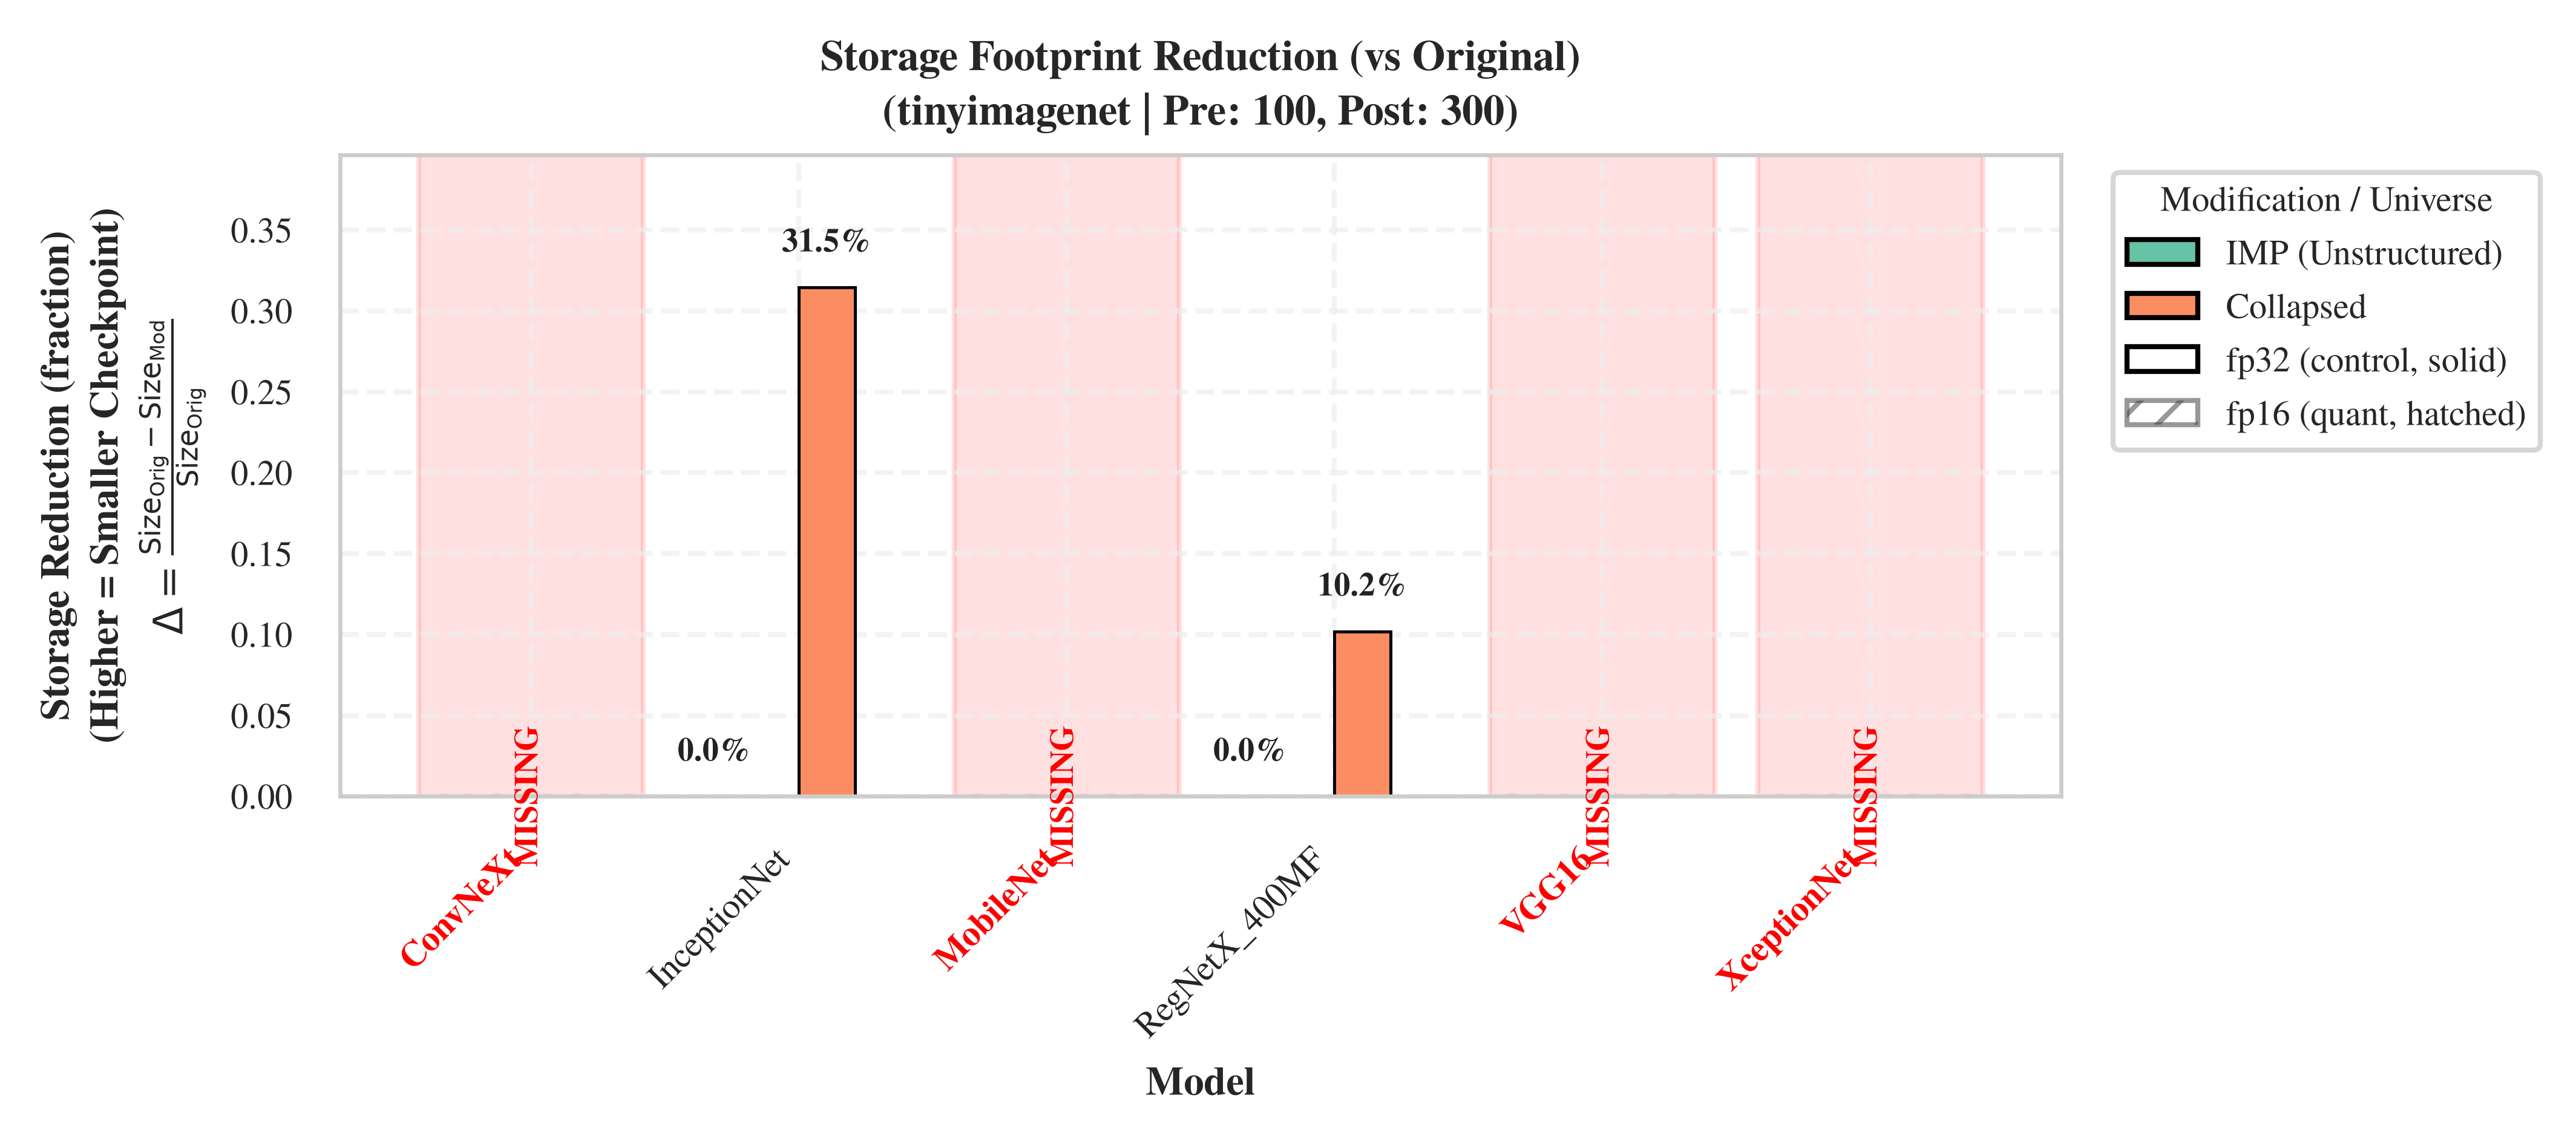 Storage Footprint Reduction (vs Original)
(tinyimagenet | Pre: 100, Post: 300)
Storage Reduction (fraction)
(Higher = Smaller Checkpoint)
Δ = (Size_Orig − Size_Mod) / Size_Orig
0.35
0.30
0.25
0.20
0.15
0.10
0.05
0.00
31.5%
10.2%
0.0%
0.0%
MISSING
MISSING
MISSING
MISSING
ConvNeXt
InceptionNet
MobileNet
RegNetX_400MF
VGG16
XceptionNet
Model
Modification / Universe
IMP (Unstructured)
Collapsed
fp32 (control, solid)
fp16 (quant, hatched)